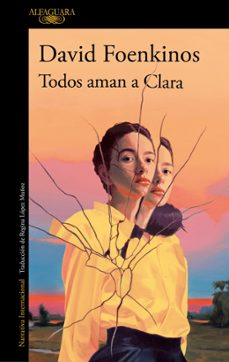 ALFAGUARA
David Foenkinos
Todos aman a Clara
Narrativa Internacional
Traducción de Regina López Muñoz